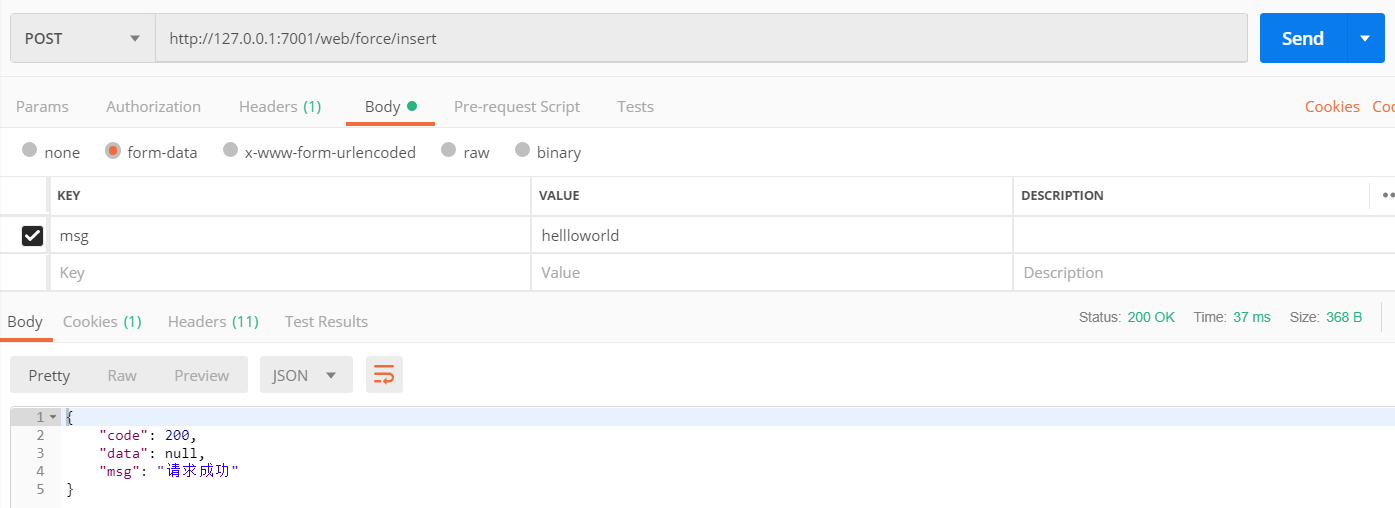 POST http://127.0.0.1:7001/web/force/insert Send
Params Authorization Headers (1) Body Pre-request Script Tests Cookies
none form-data x-www-form-urlencoded raw binary
KEY VALUE DESCRIPTION
msg hellloworld
Key Value Description
Body Cookies (1) Headers (11) Test Results Status: 200 OK Time: 37 ms Size: 368 B
Pretty Raw Preview JSON
1 {
2 "code": 200,
3 "data": null,
4 "msg": "请求成功"
5 }